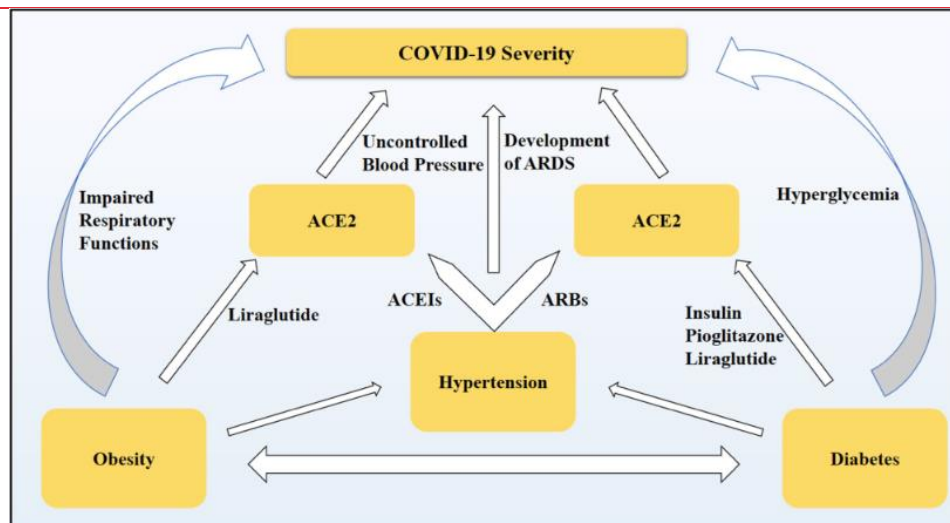 COVID-19 Severity
Uncontrolled
Blood Pressure
Development
of ARDS
Impaired
Respiratory
Functions
ACE2
ACE2
Hyperglycemia
Liraglutide
ACEIs
ARBs
Insulin
Pioglitazone
Liraglutide
Hypertension
Obesity
Diabetes